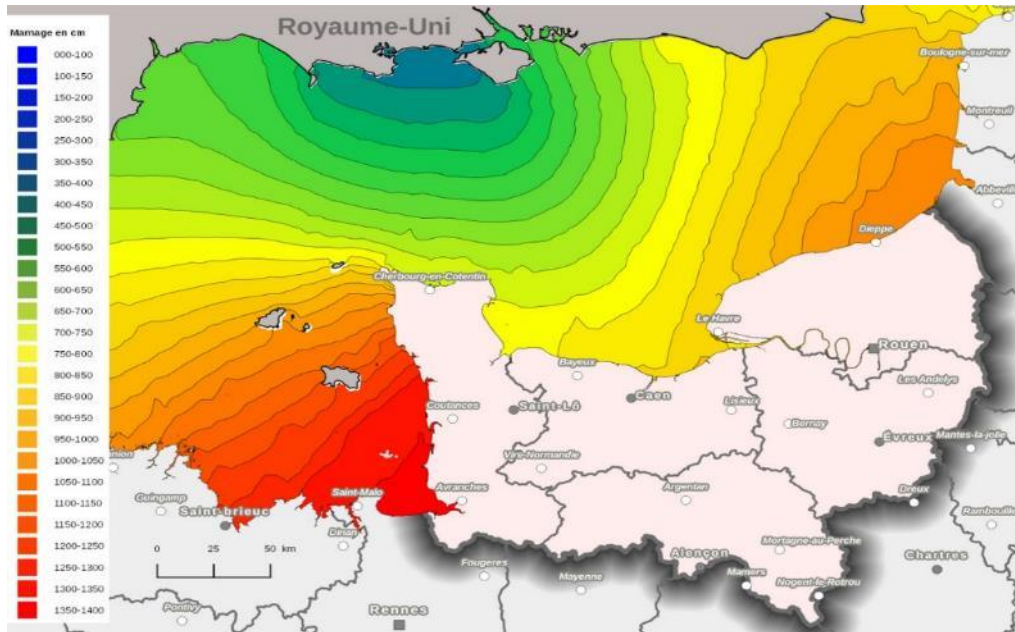 Marnage en cm
000-100
100-150
150-200
200-250
250-300
300-350
350-400
400-450
450-500
500-550
550-600
600-650
650-700
700-750
750-800
800-850
850-900
900-950
950-1000
1000-1050
1050-1100
1100-1150
1150-1200
1200-1250
1250-1300
1300-1350
1350-1400
Royaume-Uni
Boulogne-sur-mer
Montreuil
Abbevill
Dieppe
Cherbourg-en-Cotentin
Le Havre
Rouen
Bayeux
Les Andelys
Caen
Lisieux
Saint-Lô
Coutances
Bernay
Evreux
Mantes-la-jolie
Vire-Normandie
nnion
Guingamp
Saint-Malo
Avranches
Argentan
Dreux
Rambouille
Saint-brieuc
Dinan
Mortagne-au-Perche
Alençon
Chartres
0 25 50 km
Fougeres
Mayenne
Mamers
Nogent-le-Rotrou
Pontivy
Rennes